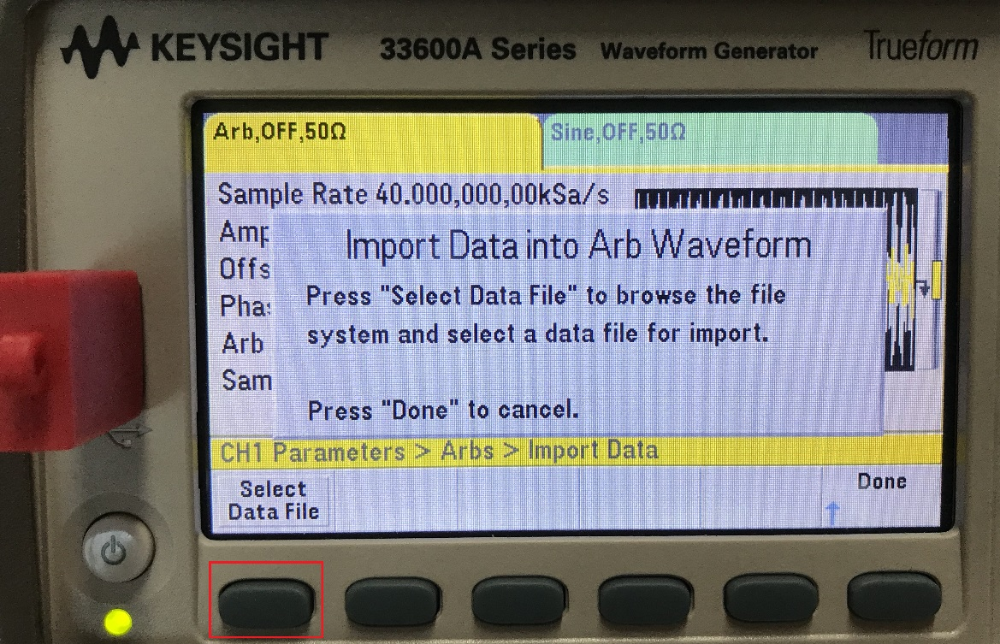 KEYSIGHT 33600A Series Waveform Generator Trueform
Arb,OFF,50Ω Sine,OFF,50Ω
Sample Rate 40.000,000,00kSa/s
Import Data into Arb Waveform
Press "Select Data File" to browse the file
system and select a data file for import.
Press "Done" to cancel.
Amp
Offs
Phas
Arb
Sam
CH1 Parameters > Arbs > Import Data
Select
Data File
Done